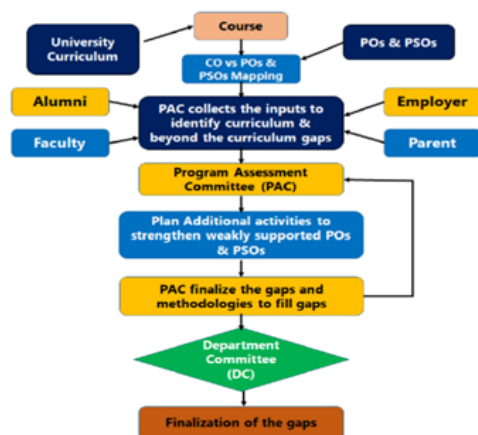 Course
University
Curriculum
POs & PSOs
CO vs POs &
PSOs Mapping
Alumni
Employer
PAC collects the inputs to
identify curriculum &
beyond the curriculum gaps
Faculty
Parent
Program Assessment
Committee (PAC)
Plan Additional activities to
strengthen weakly supported POs
& PSOs
PAC finalize the gaps and
methodologies to fill gaps
Department
Committee
(DC)
Finalization of the gaps